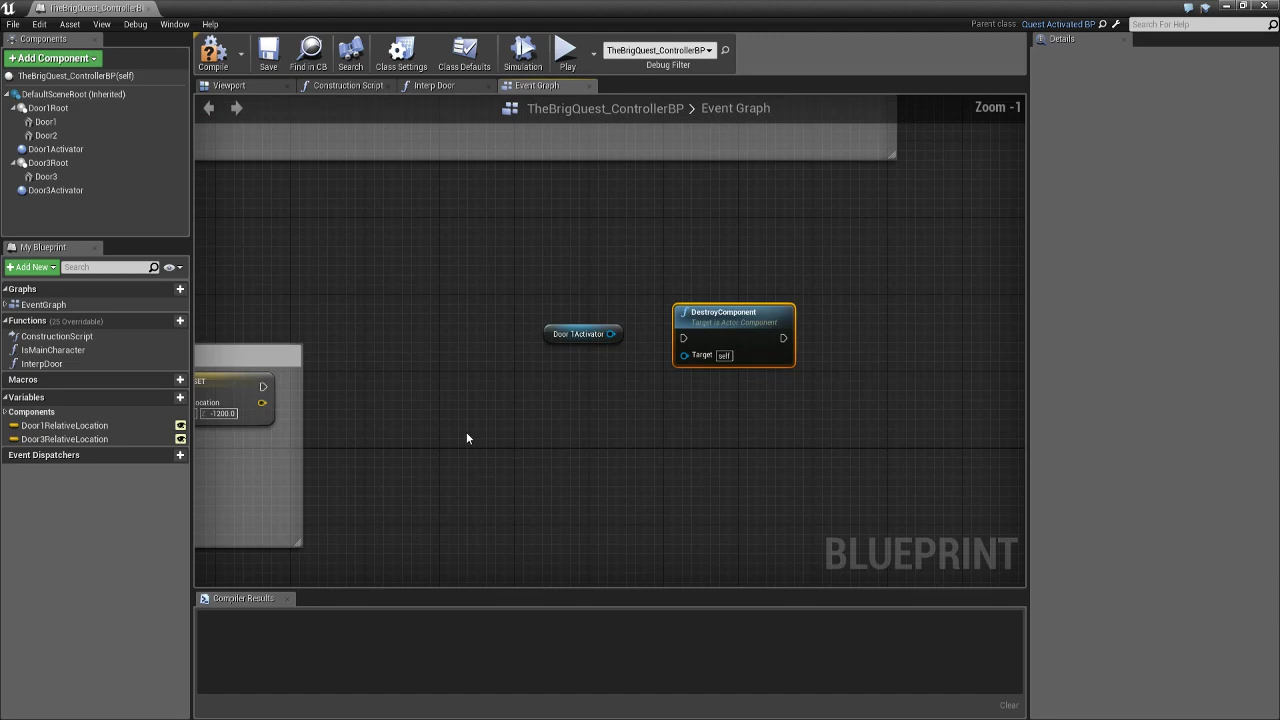 TheBrigQuest_ControllerBP
File Edit Asset View Debug Window Help
Parent class: Quest Activated BP
Search For Help
Components
+ Add Component
TheBrigQuest_ControllerBP(self)
DefaultSceneRoot (Inherited)
Door1Root
Door1
Door2
Door1Activator
Door3Root
Door3
Door3Activator
My Blueprint
+ Add New
Search
Graphs
EventGraph
Functions (25 Overridable)
ConstructionScript
IsMainCharacter
InterpDoor
Macros
Variables
Components
Door1RelativeLocation
Door3RelativeLocation
Event Dispatchers
Compile Save Find in CB Search Class Settings Class Defaults Simulation Play
TheBrigQuest_ControllerBP
Debug Filter
Viewport Construction Script Interp Door Event Graph
TheBrigQuest_ControllerBP > Event Graph
Zoom -1
SET
ocation
Z -1200.0
Door 1Activator
DestroyComponent
Target is Actor Component
Target self
BLUEPRINT
Compiler Results
Clear
Details